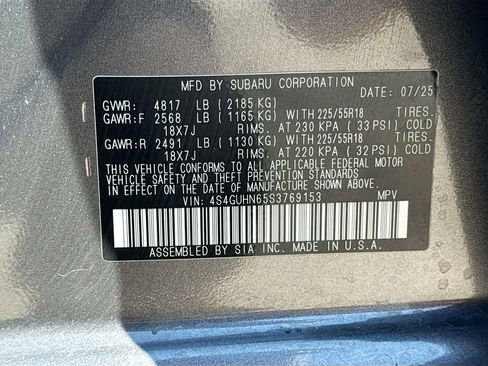 MFD BY SUBARU CORPORATION
DATE: 07/25
GVWR: 4817 LB (2185 KG)
GAWR:F 2568 LB (1165 KG) WITH 225/55R18 TIRES.
18X7J RIMS. AT 230 KPA (33 PSI) COLD
GAWR:R 2491 LB (1130 KG) WITH 225/55R18 TIRES.
18X7J RIMS. AT 220 KPA (32 PSI) COLD
THIS VEHICLE CONFORMS TO ALL APPLICABLE FEDERAL MOTOR
VEHICLE SAFETY AND THEFT PREVENTION STANDARDS
IN EFFECT ON THE DATE OF MANUFACTURE SHOWN ABOVE.
VIN: 4S4GUHN65S3769153 MPV
ASSEMBLED BY SIA INC. MADE IN U.S.A.